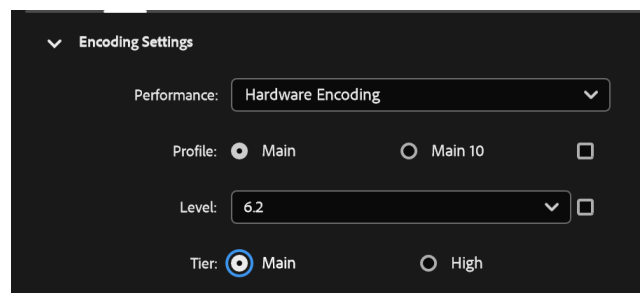 Encoding Settings
Performance: Hardware Encoding
Profile: Main Main 10
Level: 6.2
Tier: Main High